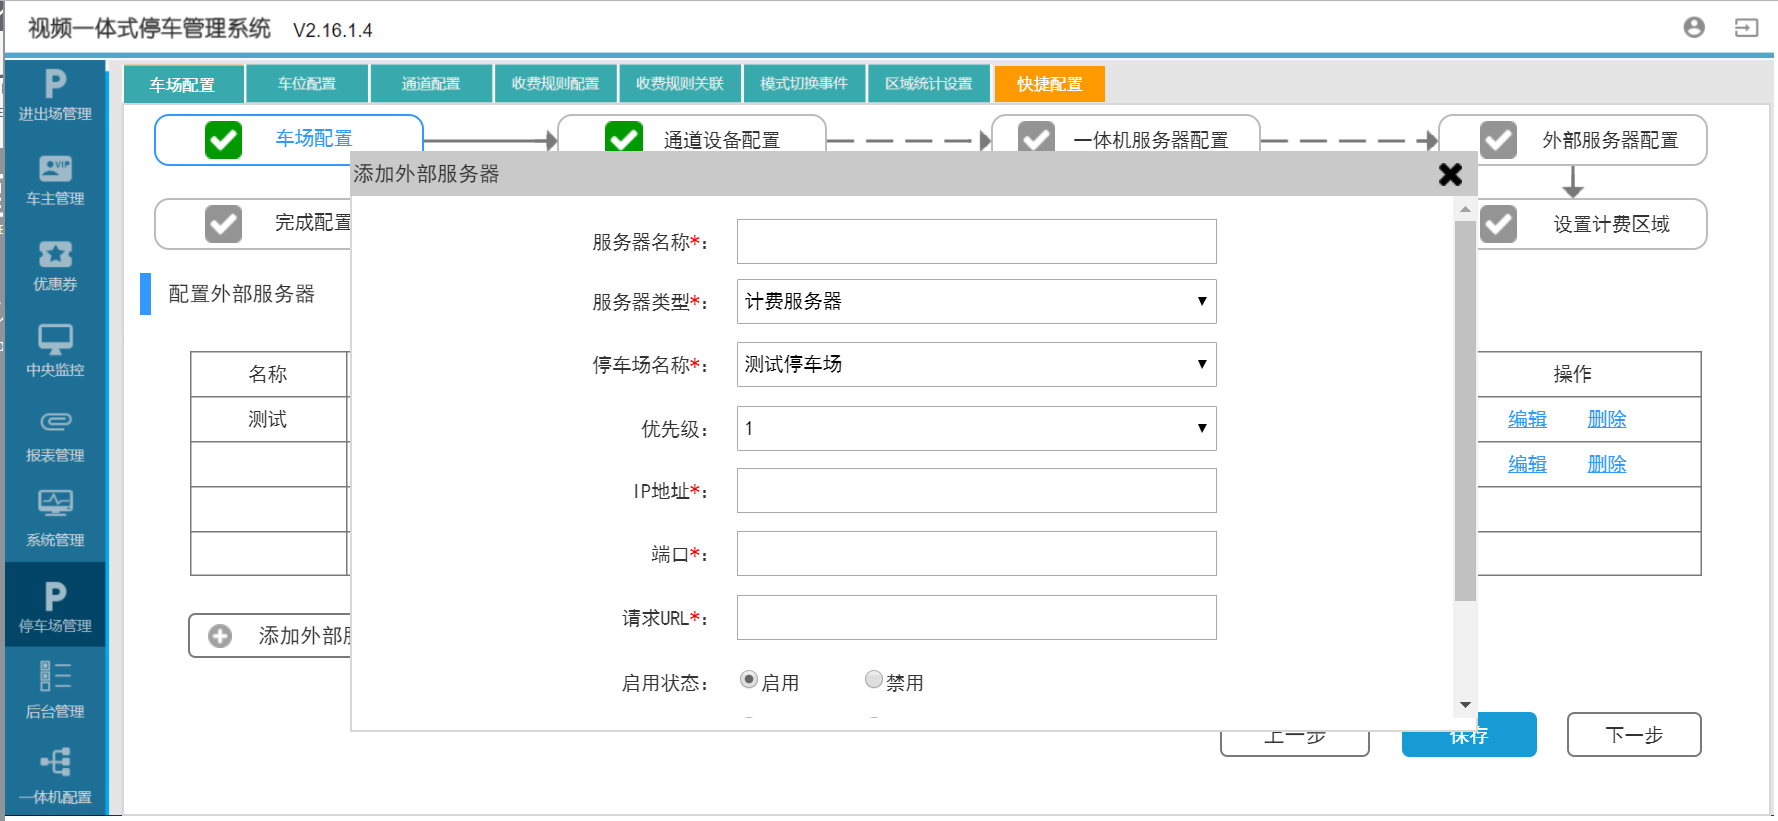 视频一体式停车管理系统 V2.16.1.4
车场配置 车位配置 通道配置 收费规则配置 收费规则关联 模式切换事件 区域统计设置 快捷配置
进出场管理
车主管理
VIP
优惠券
中央监控
报表管理
系统管理
停车场管理
后台管理
一体机配置
车场配置 通道设备配置 一体机服务器配置 外部服务器配置
完成配置 设置计费区域
配置外部服务器
名称 操作
测试 编辑 删除
编辑 删除
添加外部
添加外部服务器
服务器名称*：
服务器类型*： 计费服务器
停车场名称*： 测试停车场
优先级： 1
IP地址*：
端口*：
请求URL*：
启用状态： 启用 禁用
上一步 保存 下一步